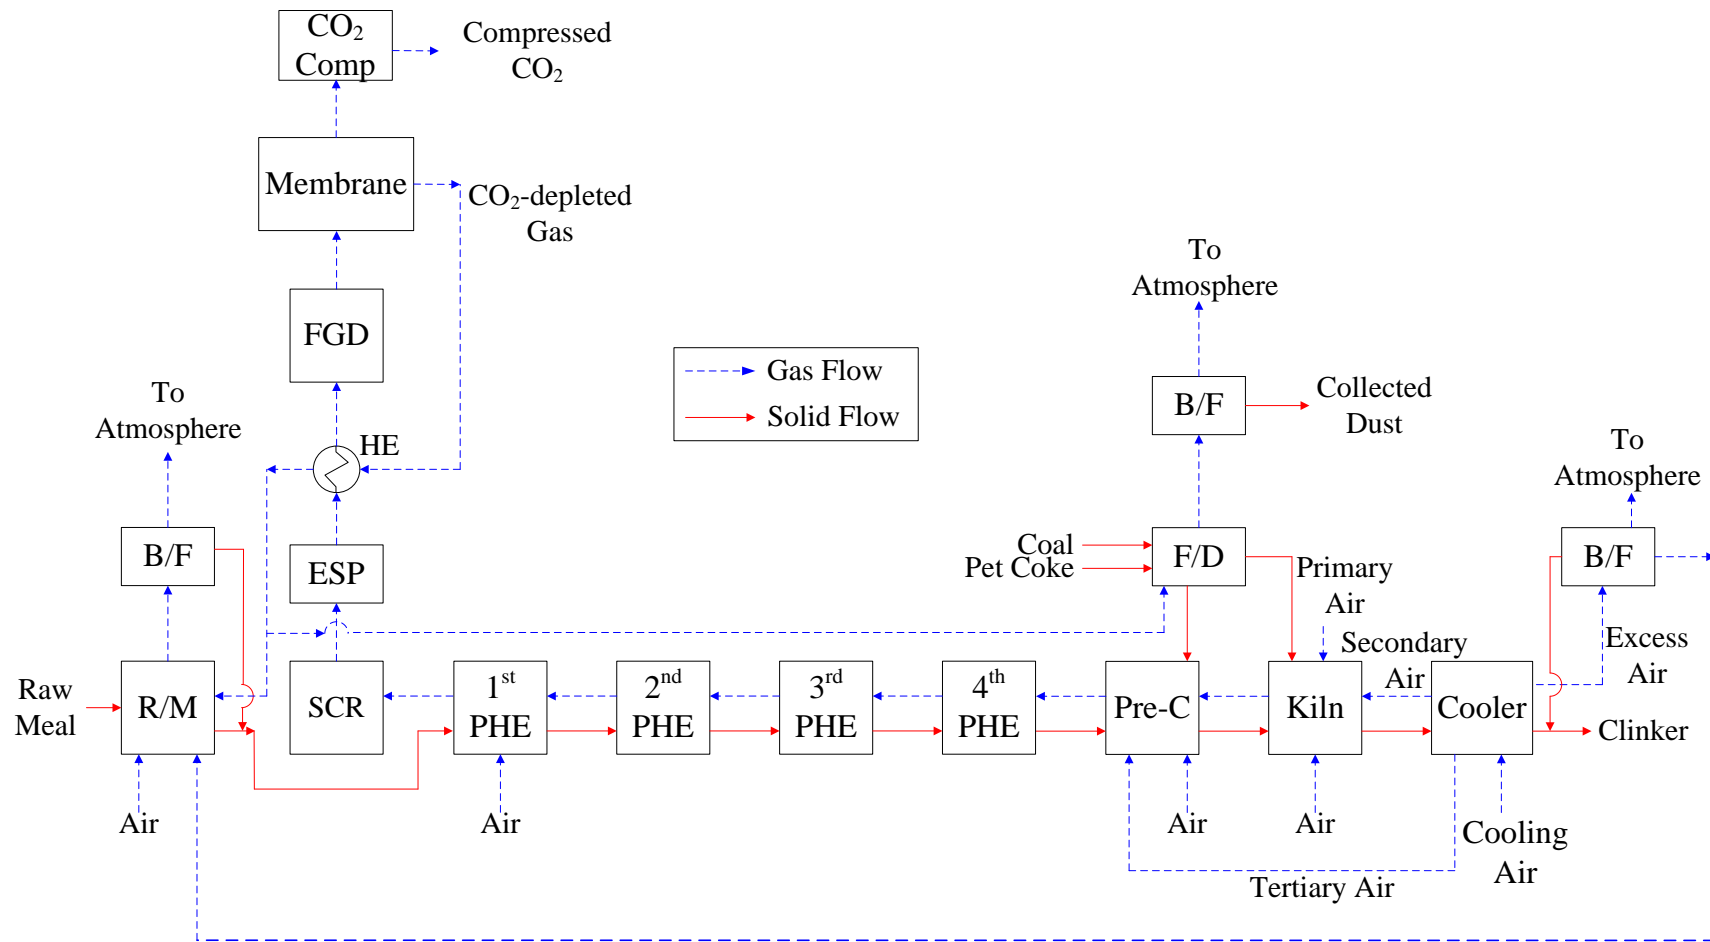 CO₂
Comp
Compressed
CO₂
Membrane
CO₂-depleted
Gas
FGD
To
Atmosphere
HE
B/F
ESP
Gas Flow
Solid Flow
To
Atmosphere
B/F
Collected
Dust
Coal
Pet Coke
F/D
Primary
Air
To
Atmosphere
B/F
Secondary
Air
Excess
Air
Raw
Meal
R/M
SCR
1st
PHE
2nd
PHE
3rd
PHE
4th
PHE
Pre-C
Kiln
Cooler
Clinker
Air
Air
Air
Air
Cooling
Air
Tertiary Air